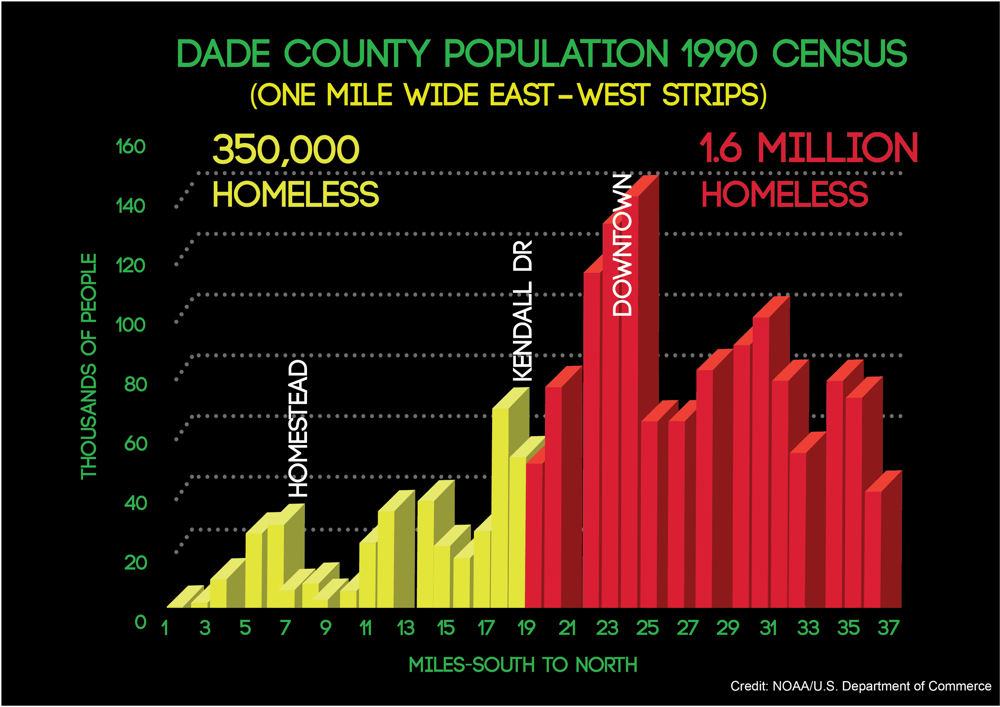 DADE COUNTY POPULATION 1990 CENSUS
(ONE MILE WIDE EAST-WEST STRIPS)
350,000
HOMELESS
1.6 MILLION
HOMELESS
THOUSANDS OF PEOPLE
160
140
120
100
80
60
40
20
0
HOMESTEAD
KENDALL DR
DOWNTOWN
1 3 5 7 9 11 13 15 17 19 21 23 25 27 29 31 33 35 37
MILES-SOUTH TO NORTH
Credit: NOAA/U.S. Department of Commerce